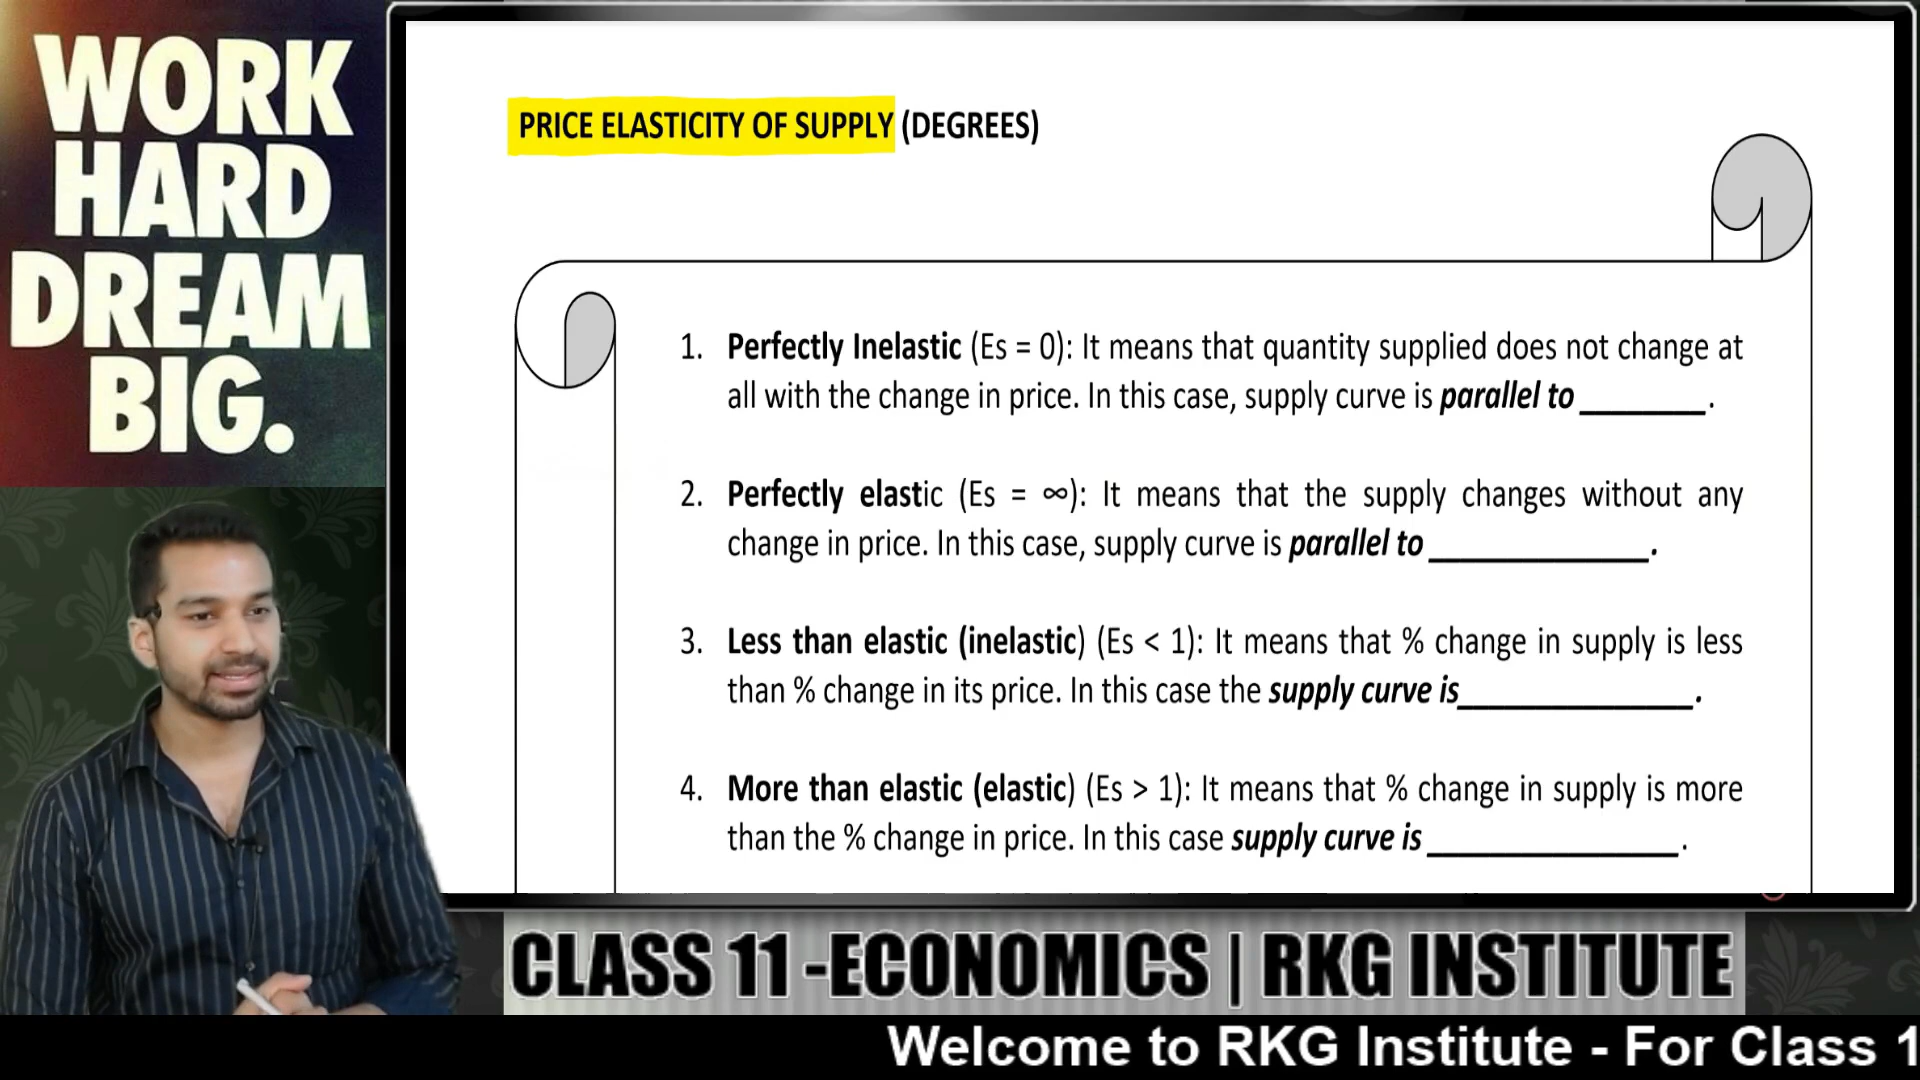 WORK
HARD
DREAM
BIG.
PRICE ELASTICITY OF SUPPLY (DEGREES)
1. Perfectly Inelastic (Es = 0): It means that quantity supplied does not change at
all with the change in price. In this case, supply curve is parallel to ________.
2. Perfectly elastic (Es = ∞): It means that the supply changes without any
change in price. In this case, supply curve is parallel to ______________.
3. Less than elastic (inelastic) (Es < 1): It means that % change in supply is less
than % change in its price. In this case the supply curve is_______________.
4. More than elastic (elastic) (Es > 1): It means that % change in supply is more
than the % change in price. In this case supply curve is ________________.
CLASS 11 -ECONOMICS | RKG INSTITUTE
Welcome to RKG Institute - For Class 1